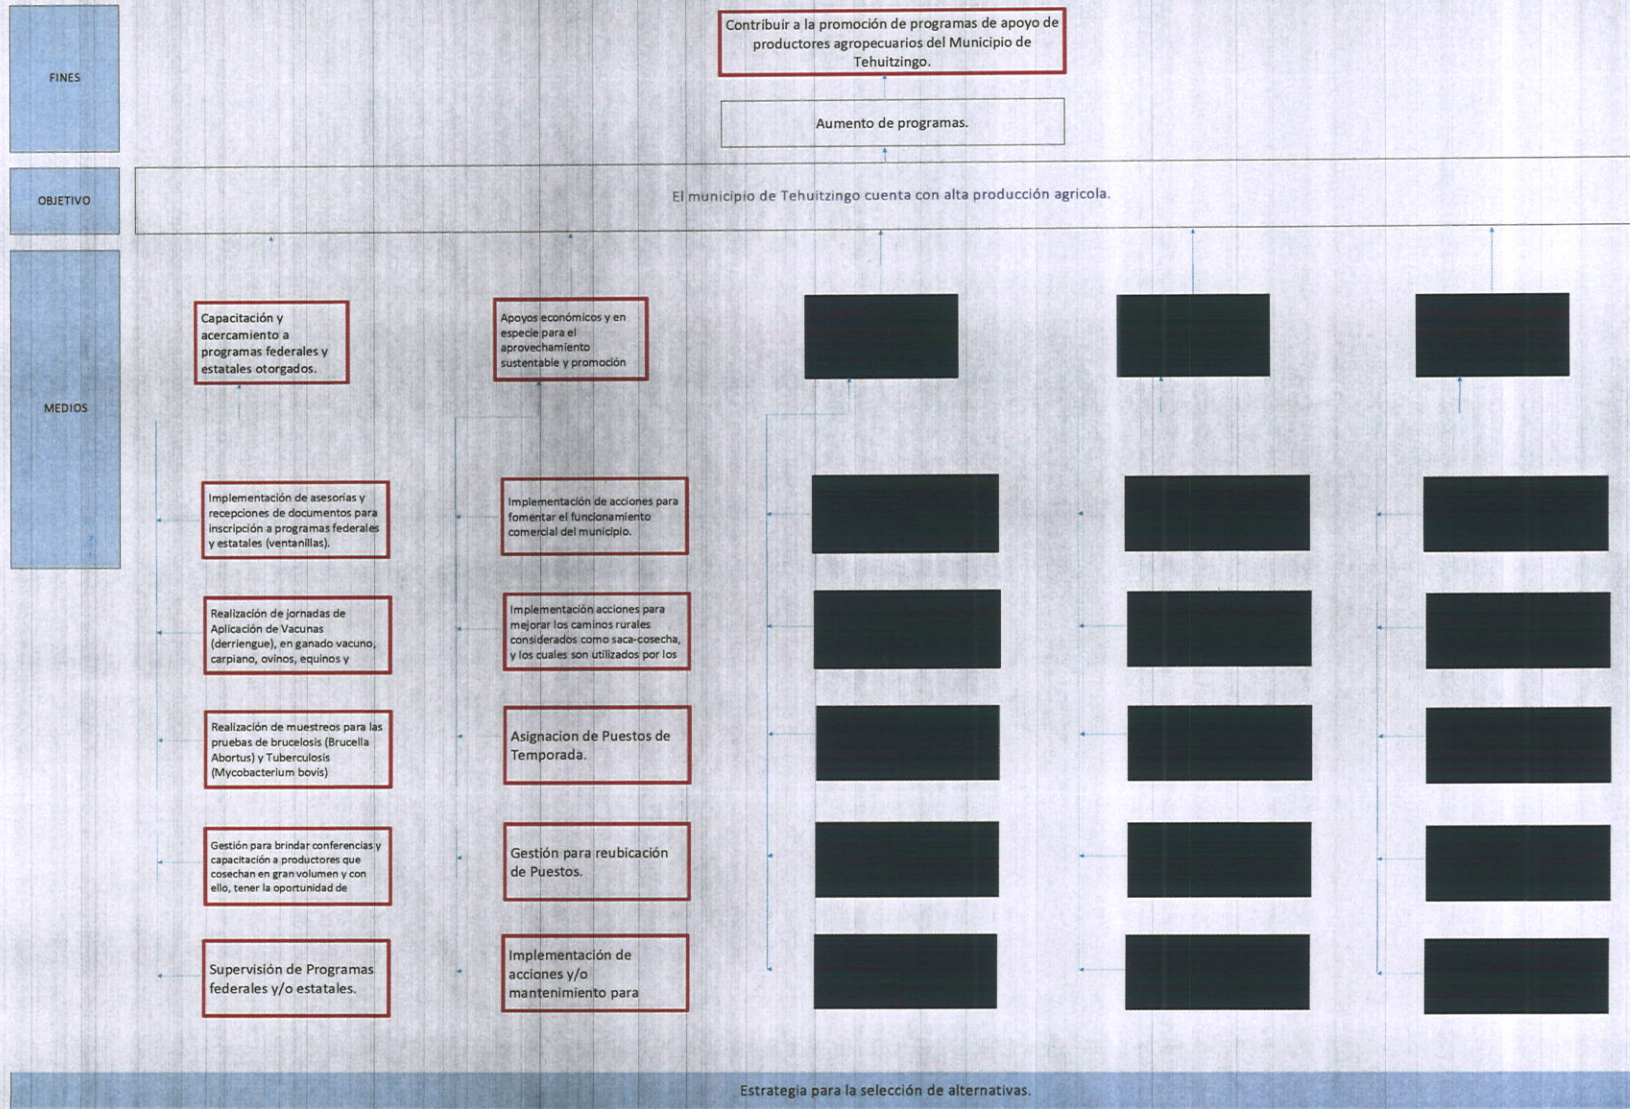 FINES
Contribuir a la promoción de programas de apoyo de
productores agropecuarios del Municipio de
Tehuitzingo.
Aumento de programas.
OBJETIVO
El municipio de Tehuitzingo cuenta con alta producción agricola.
MEDIOS
Capacitación y
acercamiento a
programas federales y
estatales otorgados.
Apoyos económicos y en
especie para el
aprovechamiento
sustentable y promoción
Implementación de asesorías y
recepciones de documentos para
inscripción a programas federales
y estatales (ventanillas).
Implementación de acciones para
fomentar el funcionamiento
comercial del municipio.
Realización de jornadas de
Aplicación de Vacunas
(derriengue), en ganado vacuno,
carpiano, ovinos, equinos y
Implementación acciones para
mejorar los caminos rurales
considerados como saca-cosecha,
y los cuales son utilizados por los
Realización de muestreos para las
pruebas de brucelosis (Brucella
Abortus) y Tuberculosis
(Mycobacterium bovis)
Asignacion de Puestos de
Temporada.
Gestión para brindar conferencias y
capacitación a productores que
cosechan en gran volumen y con
ello, tener la oportunidad de
Gestión para reubicación
de Puestos.
Supervisión de Programas
federales y/o estatales.
Implementación de
acciones y/o
mantenimiento para
Estrategia para la selección de alternativas.